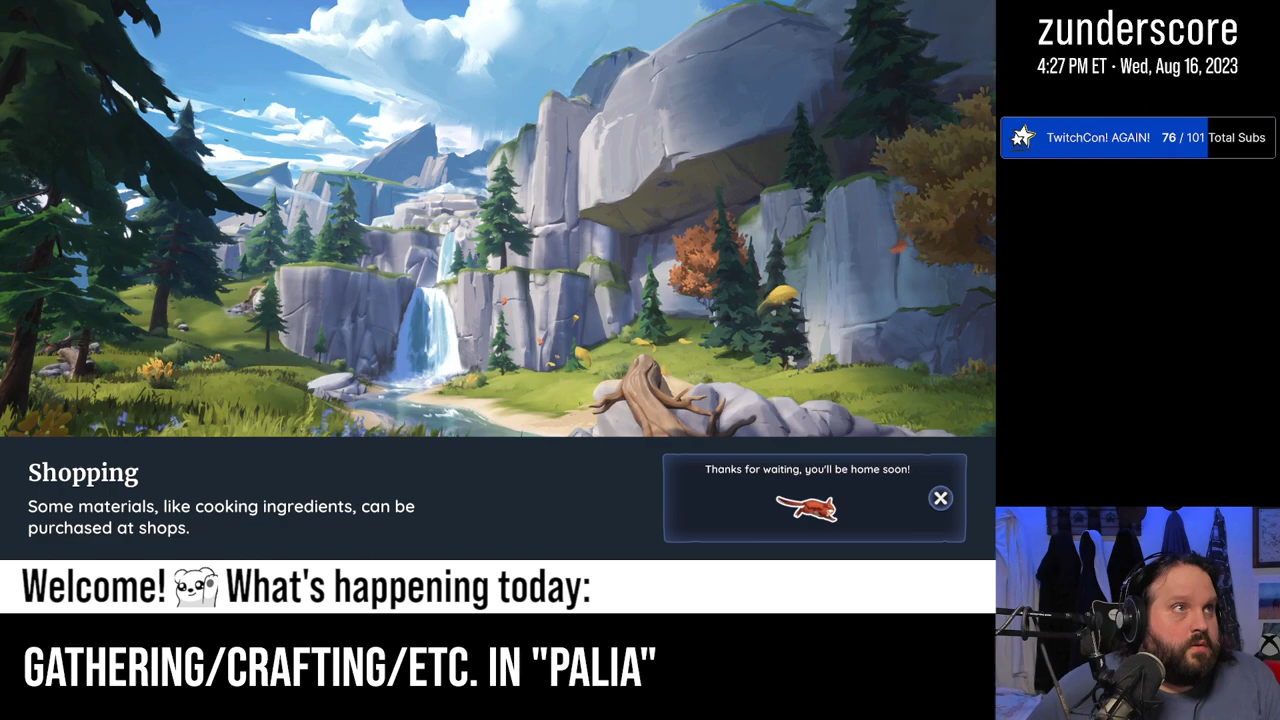 zunderscore
4:27 PM ET · Wed, Aug 16, 2023
TwitchCon! AGAIN! 76 / 101 Total Subs
Shopping
Some materials, like cooking ingredients, can be
purchased at shops.
Thanks for waiting, you'll be home soon!
Welcome! What's happening today:
GATHERING/CRAFTING/ETC. IN "PALIA"